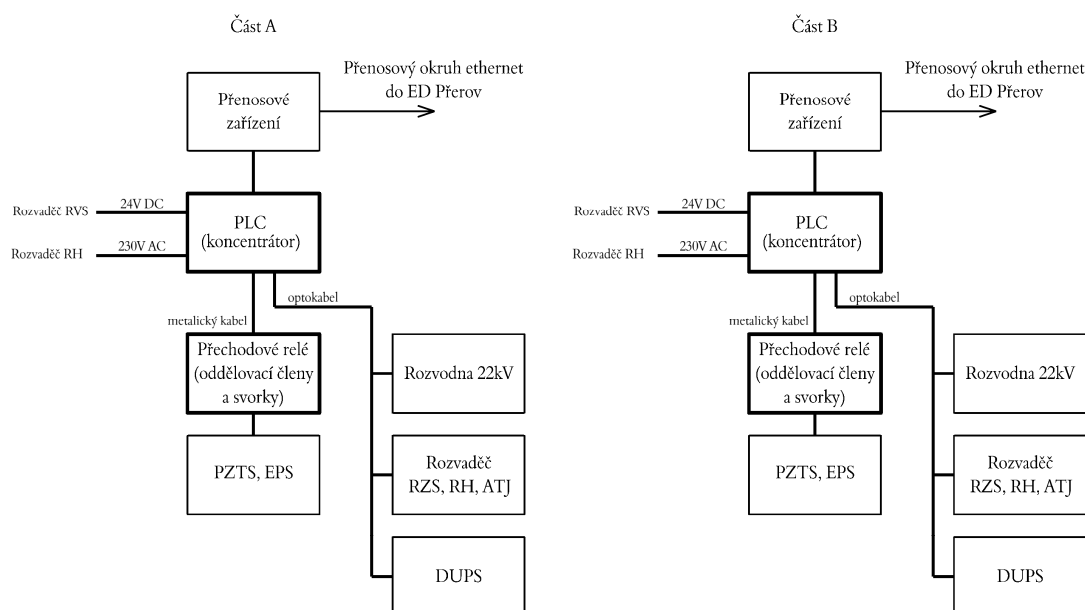 Část A
Přenosový okruh ethernet
do ED Přerov
Přenosové
zařízení
Rozvaděč RVS
24V DC
Rozvaděč RH
230V AC
PLC
(koncentrátor)
optokabel
metalický kabel
Přechodové relé
(oddělovací členy
a svorky)
Rozvodna 22kV
PZTS, EPS
Rozvaděč
RZS, RH, ATJ
DUPS
Část B
Přenosový okruh ethernet
do ED Přerov
Přenosové
zařízení
Rozvaděč RVS
24V DC
Rozvaděč RH
230V AC
PLC
(koncentrátor)
optokabel
metalický kabel
Přechodové relé
(oddělovací členy
a svorky)
Rozvodna 22kV
PZTS, EPS
Rozvaděč
RZS, RH, ATJ
DUPS